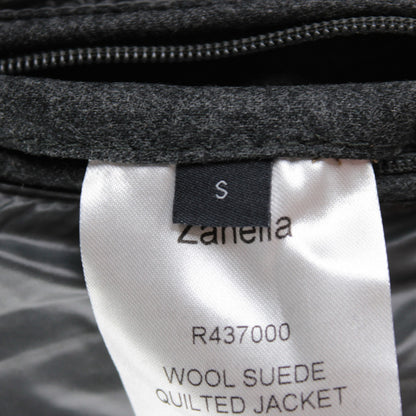 S
Zanella
R437000
WOOL SUEDE
QUILTED JACKET